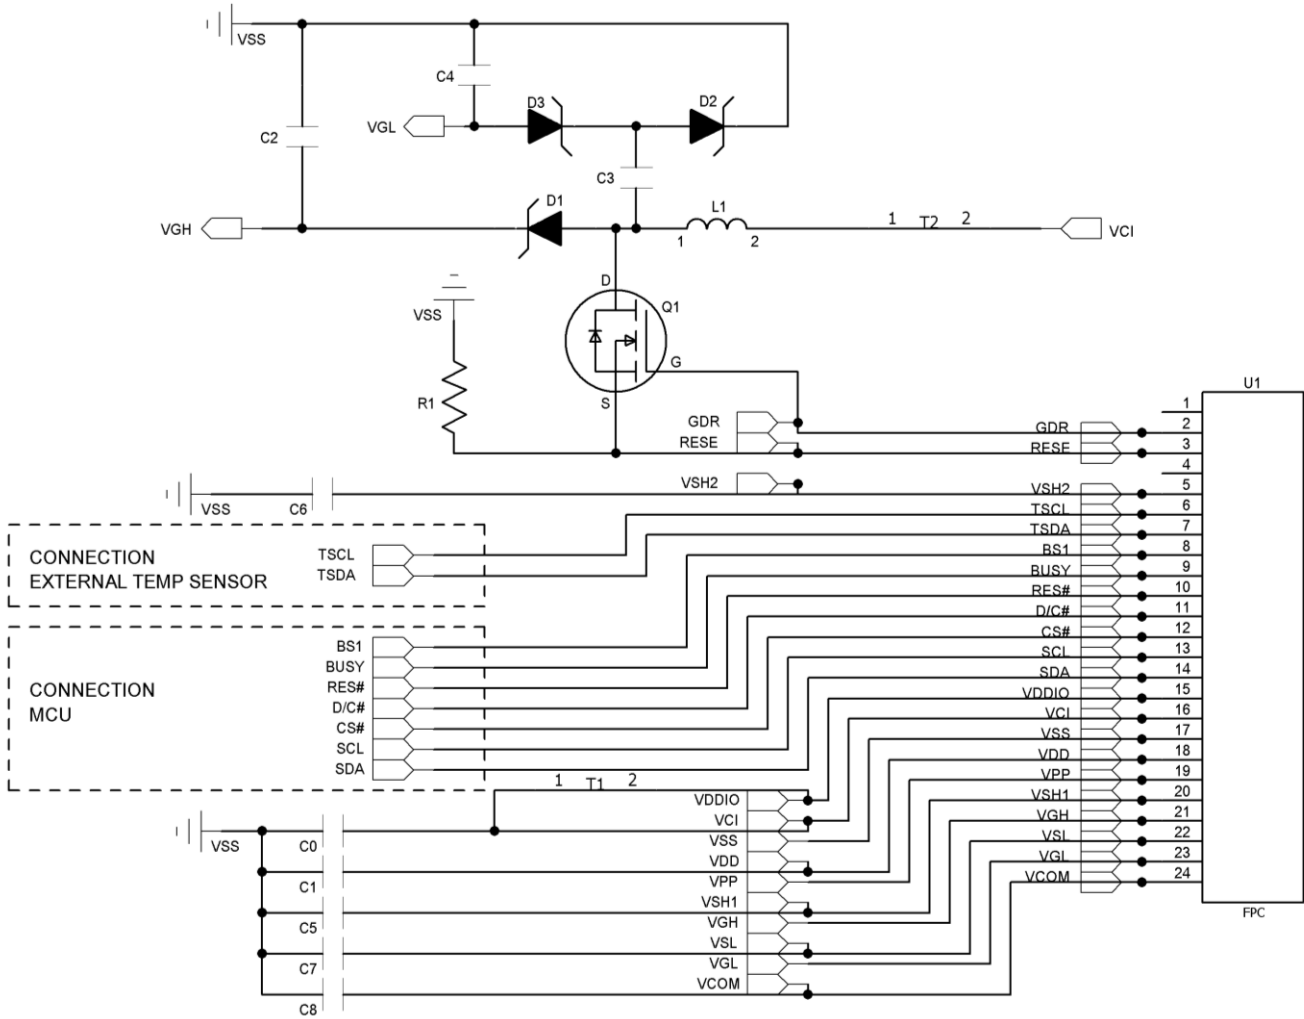 VSS
C4
D3
D2
VGL
C2
C3
D1
L1
1
2
1
T2
2
VGH
VCI
D
Q1
VSS
G
R1
S
U1
GDR
RESE
GDR
RESE
1
2
3
4
VSH2
VSH2
5
VSS
C6
TSCL
6
TSDA
7
CONNECTION
EXTERNAL TEMP SENSOR
TSCL
TSDA
BS1
8
BUSY
9
RES#
10
D/C#
11
CS#
12
CONNECTION
MCU
BS1
BUSY
RES#
D/C#
CS#
SCL
SDA
SCL
13
SDA
14
VDDIO
15
VCI
16
VSS
17
VDD
18
VPP
19
VSH1
20
VGH
21
VSL
22
VGL
23
VCOM
24
FPC
1
T1
2
VDDIO
VCI
VSS
VDD
VPP
VSH1
VGH
VSL
VGL
VCOM
VSS
C0
C1
C5
C7
C8